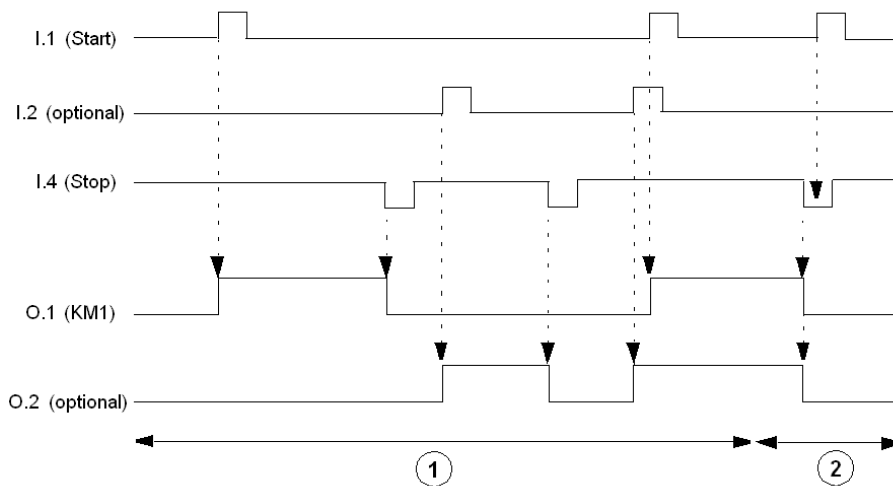 I.1 (Start)
I.2 (optional)
I.4 (Stop)
O.1 (KM1)
O.2 (optional)
1
2